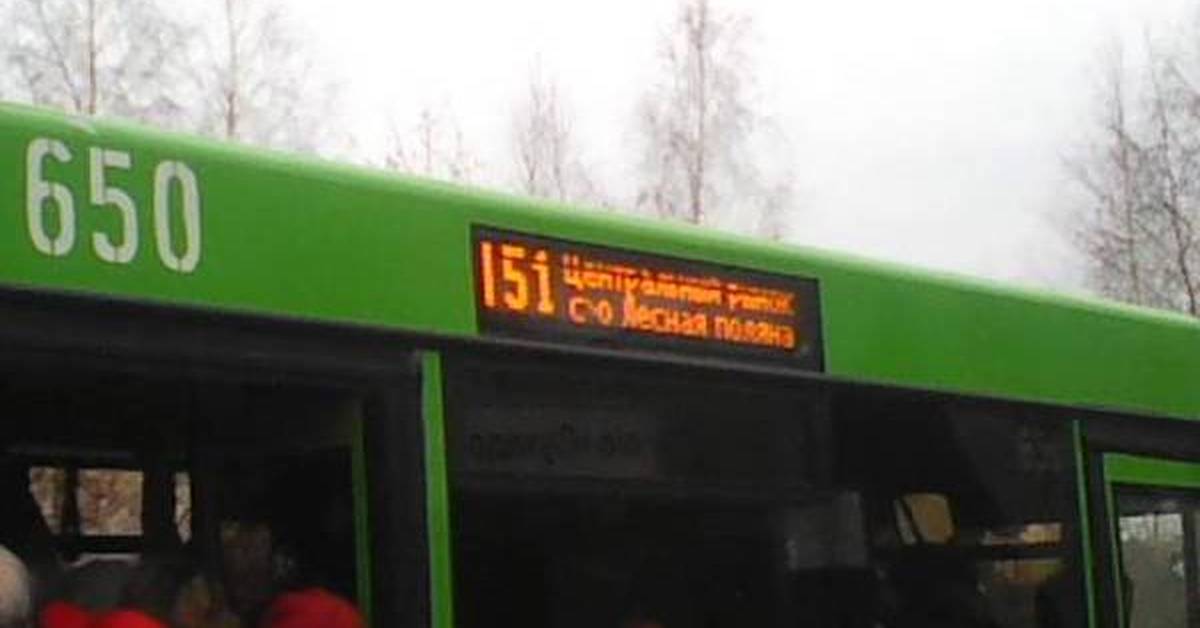 650
151
Центральный рынок
с-о Лесная поляна